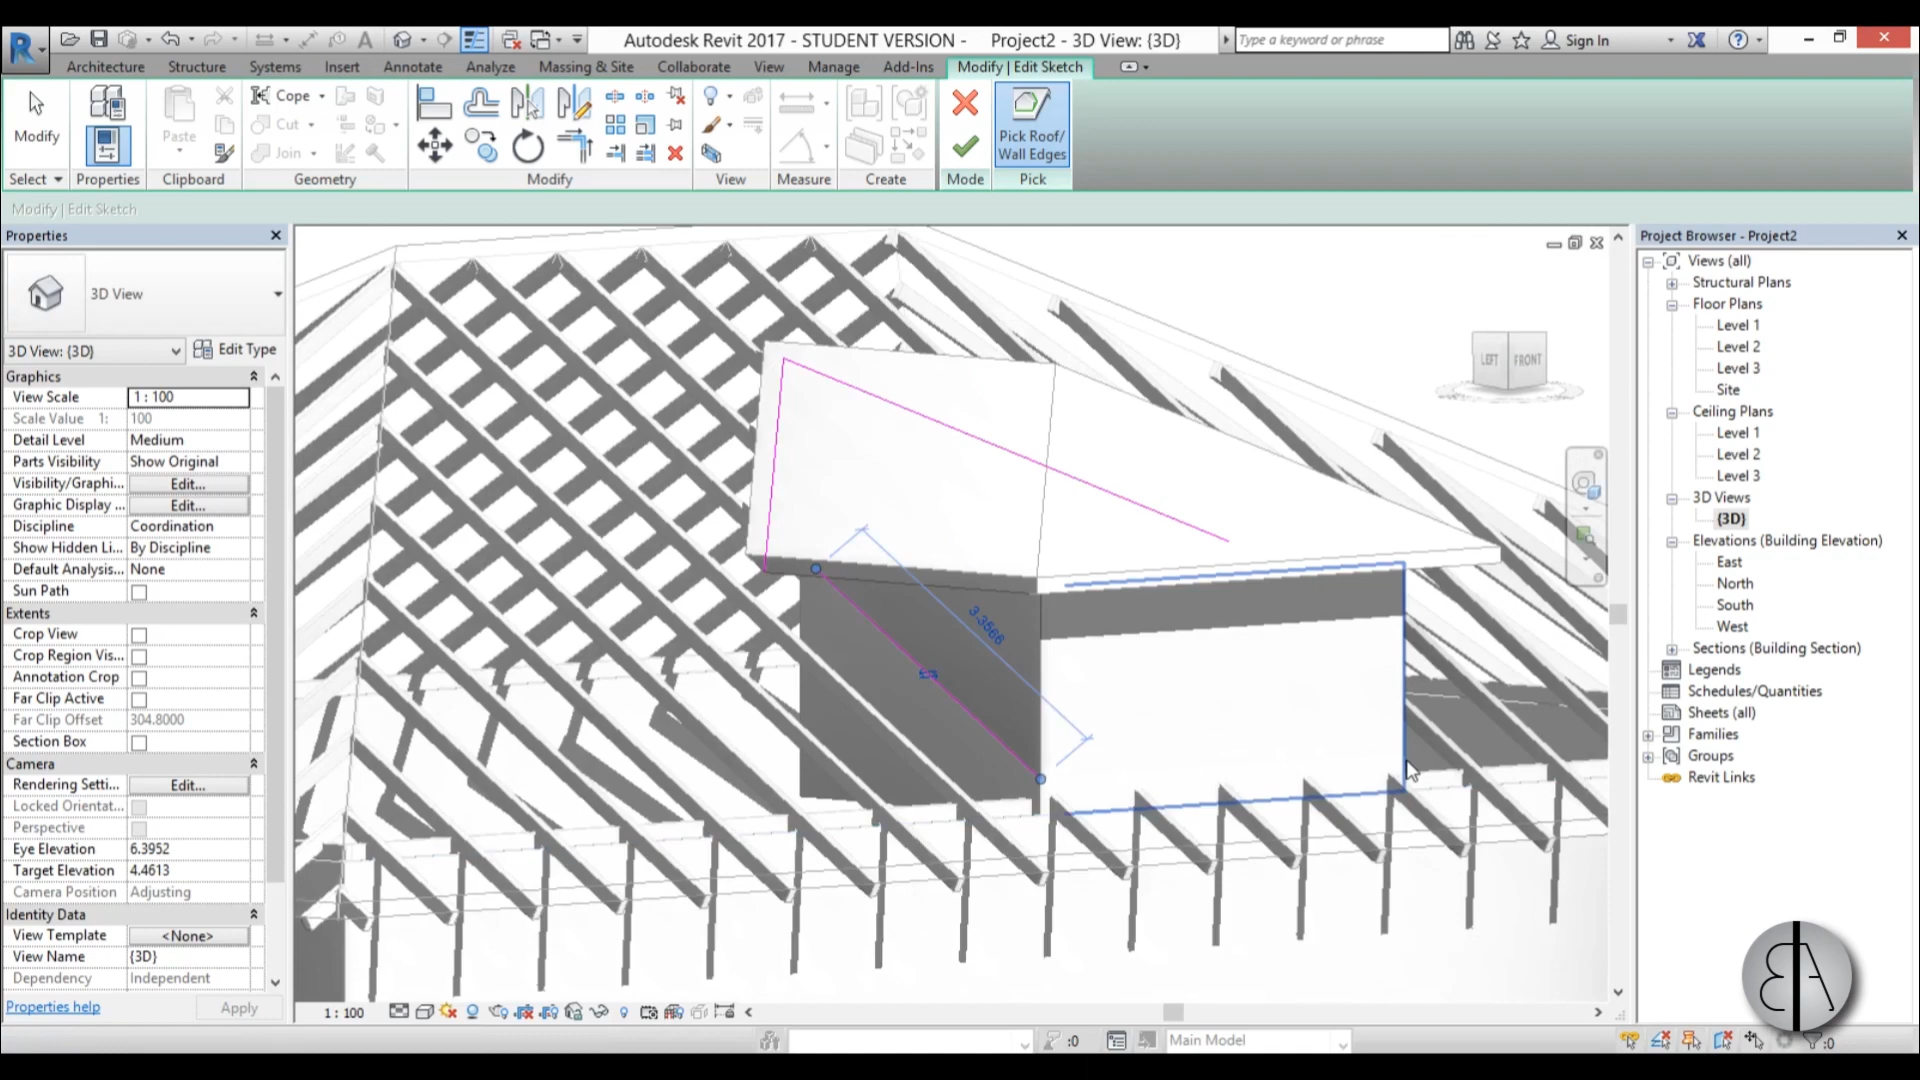 Autodesk Revit 2017 - STUDENT VERSION - Project2 - 3D View: {3D}
Type a keyword or phrase
Sign In
Architecture Structure Systems Insert Annotate Analyze Massing & Site Collaborate View Manage Add-Ins Modify | Edit Sketch
Modify
Paste
Cope
Cut
Join
Pick Roof/
Wall Edges
Select Properties Clipboard Geometry Modify View Measure Create Mode Pick
Modify | Edit Sketch
Properties
3D View
3D View: {3D}
Edit Type
Graphics
View Scale 1 : 100
Scale Value 1: 100
Detail Level Medium
Parts Visibility Show Original
Visibility/Graphi... Edit...
Graphic Display ... Edit...
Discipline Coordination
Show Hidden Li... By Discipline
Default Analysis... None
Sun Path
Extents
Crop View
Crop Region Vis...
Annotation Crop
Far Clip Active
Far Clip Offset 304.8000
Section Box
Camera
Rendering Setti... Edit...
Locked Orientat...
Perspective
Eye Elevation 6.3952
Target Elevation 4.4613
Camera Position Adjusting
Identity Data
View Template <None>
View Name {3D}
Dependency Independent
Properties help
Apply
LEFT
FRONT
3.3566
1 : 100
:0
Main Model
:0
Project Browser - Project2
Views (all)
Structural Plans
Floor Plans
Level 1
Level 2
Level 3
Site
Ceiling Plans
Level 1
Level 2
Level 3
3D Views
{3D}
Elevations (Building Elevation)
East
North
South
West
Sections (Building Section)
Legends
Schedules/Quantities
Sheets (all)
Families
Groups
Revit Links